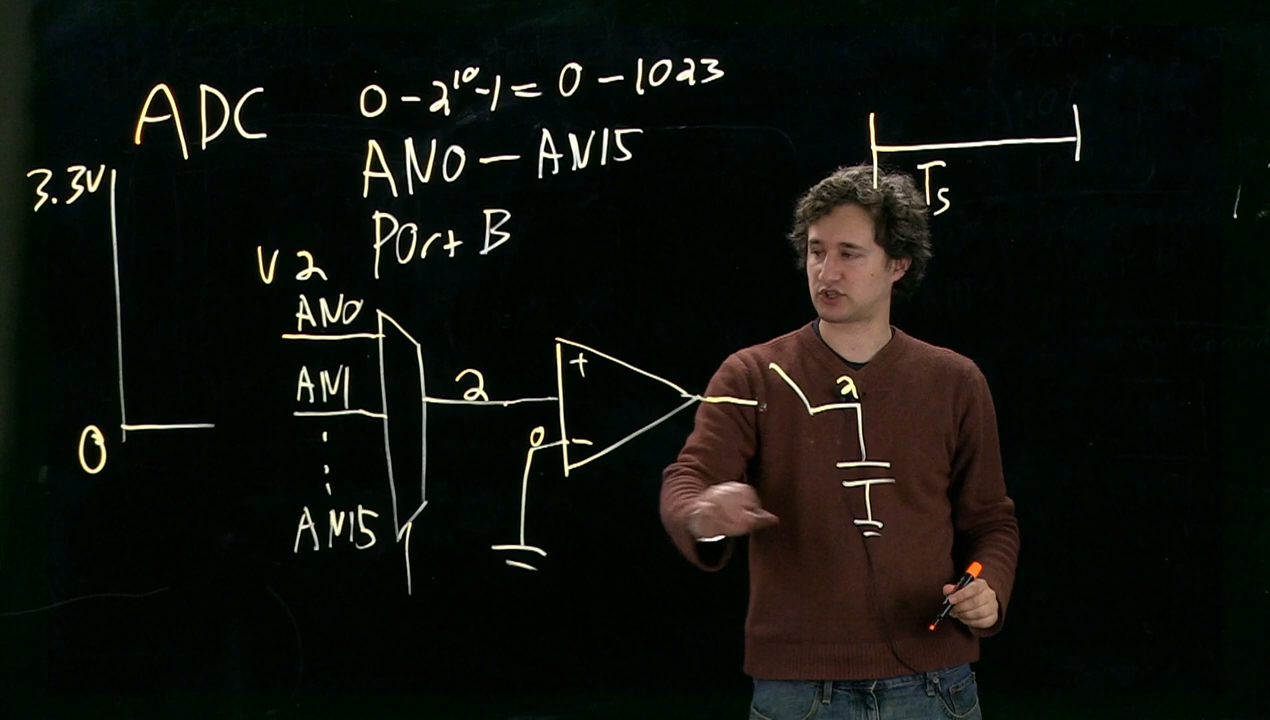 ADC
0 - 2^10 - 1 = 0 - 1023
AN0 - AN15
Port B
3.3V
0
Ts
V 2
AN0
AN1
AN15
2
+
0
-
2